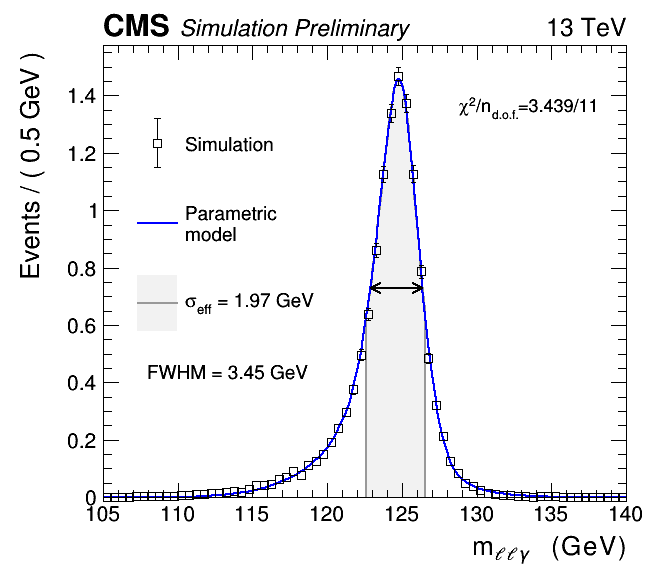 CMS Simulation Preliminary 13 TeV
Events / ( 0.5 GeV )
1.4
1.2
1
0.8
0.6
0.4
0.2
0
χ²/n_d.o.f.=3.439/11
Simulation
Parametric
model
σ_eff = 1.97 GeV
FWHM = 3.45 GeV
105 110 115 120 125 130 135 140
m_ℓℓγ (GeV)